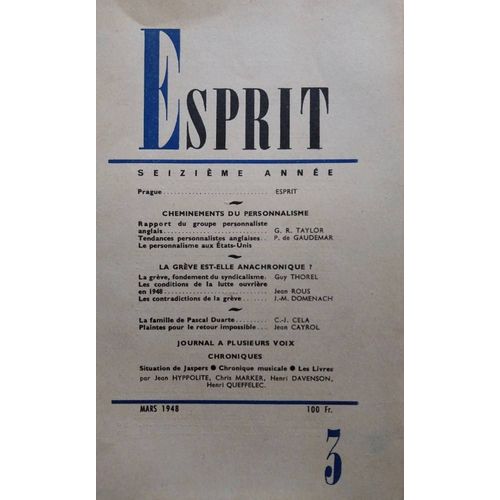 ESPRIT
SEIZIÈME ANNÉE
Prague . . . . . . . . . . . . . . . . . . . . . . . . . . . ESPRIT
CHEMINEMENTS DU PERSONNALISME
Rapport du groupe personnaliste
anglais . . . . . . . . . . . . . . . . . . . . . . . . . G. R. TAYLOR
Tendances personnalistes anglaises . . P. de GAUDEMAR
Le personnalisme aux États-Unis
LA GRÈVE EST-ELLE ANACHRONIQUE ?
La grève, fondement du syndicalisme. Guy THOREL
Les conditions de la lutte ouvrière
en 1948 . . . . . . . . . . . . . . . . . . . . . . . . . Jean ROUS
Les contradictions de la grève . . . . . . J.-M. DOMENACH
La famille de Pascal Duarte . . . . . . . . . C.-J. CELA
Plaintes pour le retour impossible . . . Jean CAYROL
JOURNAL A PLUSIEURS VOIX
CHRONIQUES
Situation de Jaspers ● Chronique musicale ● Les Livres
par Jean HYPPOLITE, Chris MARKER, Henri DAVENSON,
Henri QUEFFELEC.
MARS 1948 100 Fr.
3